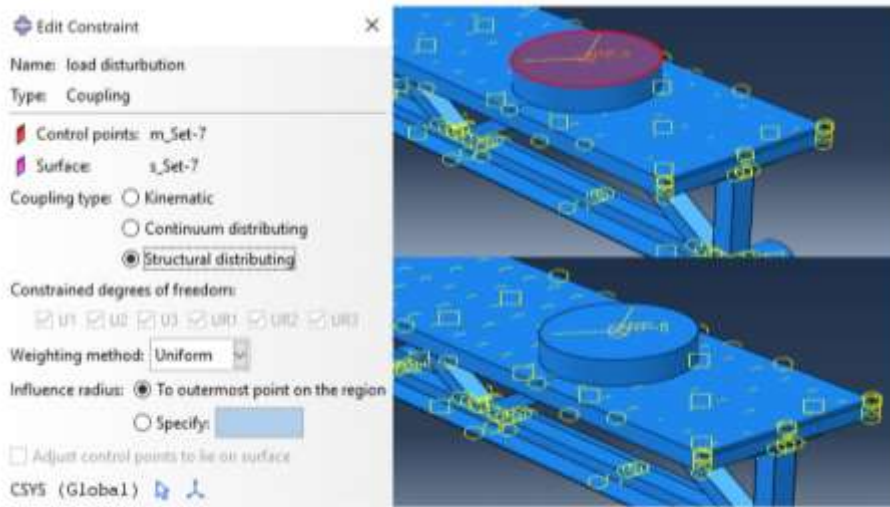 Edit Constraint
Name: load disturbution
Type: Coupling
Control points: m_Set-7
Surface: s_Set-7
Coupling type: Kinematic
Continuum distributing
Structural distributing
Constrained degrees of freedom:
U1 U2 U3 UR1 UR2 UR3
Weighting method: Uniform
Influence radius: To outermost point on the region
Specify:
Adjust control points to lie on surface
CSYS (Global)